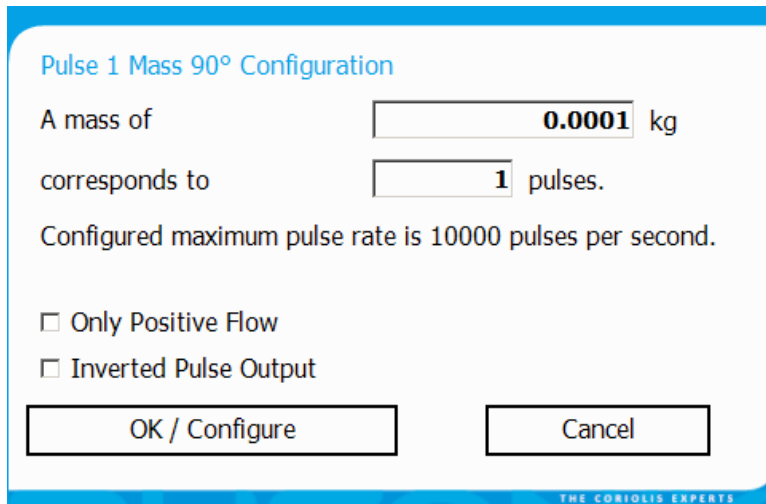 Pulse 1 Mass 90° Configuration
A mass of 0.0001 kg
corresponds to 1 pulses.
Configured maximum pulse rate is 10000 pulses per second.
Only Positive Flow
Inverted Pulse Output
OK / Configure Cancel
THE CORIOLIS EXPERTS